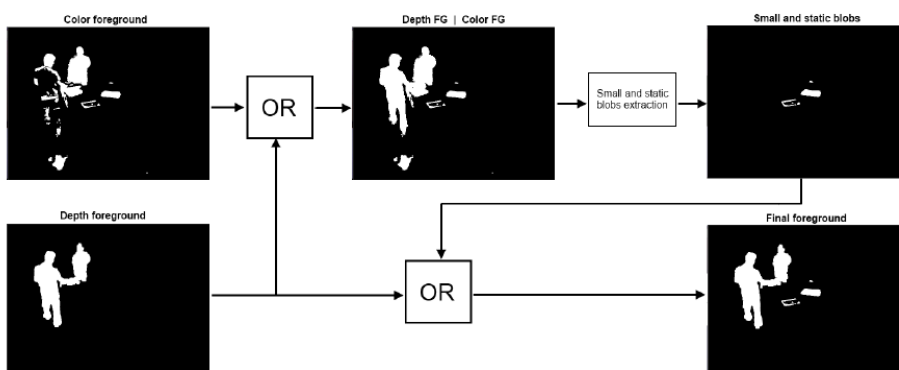 Color foreground
Depth FG | Color FG
Small and static blobs
OR
Small and static
blobs extraction
Depth foreground
Final foreground
OR